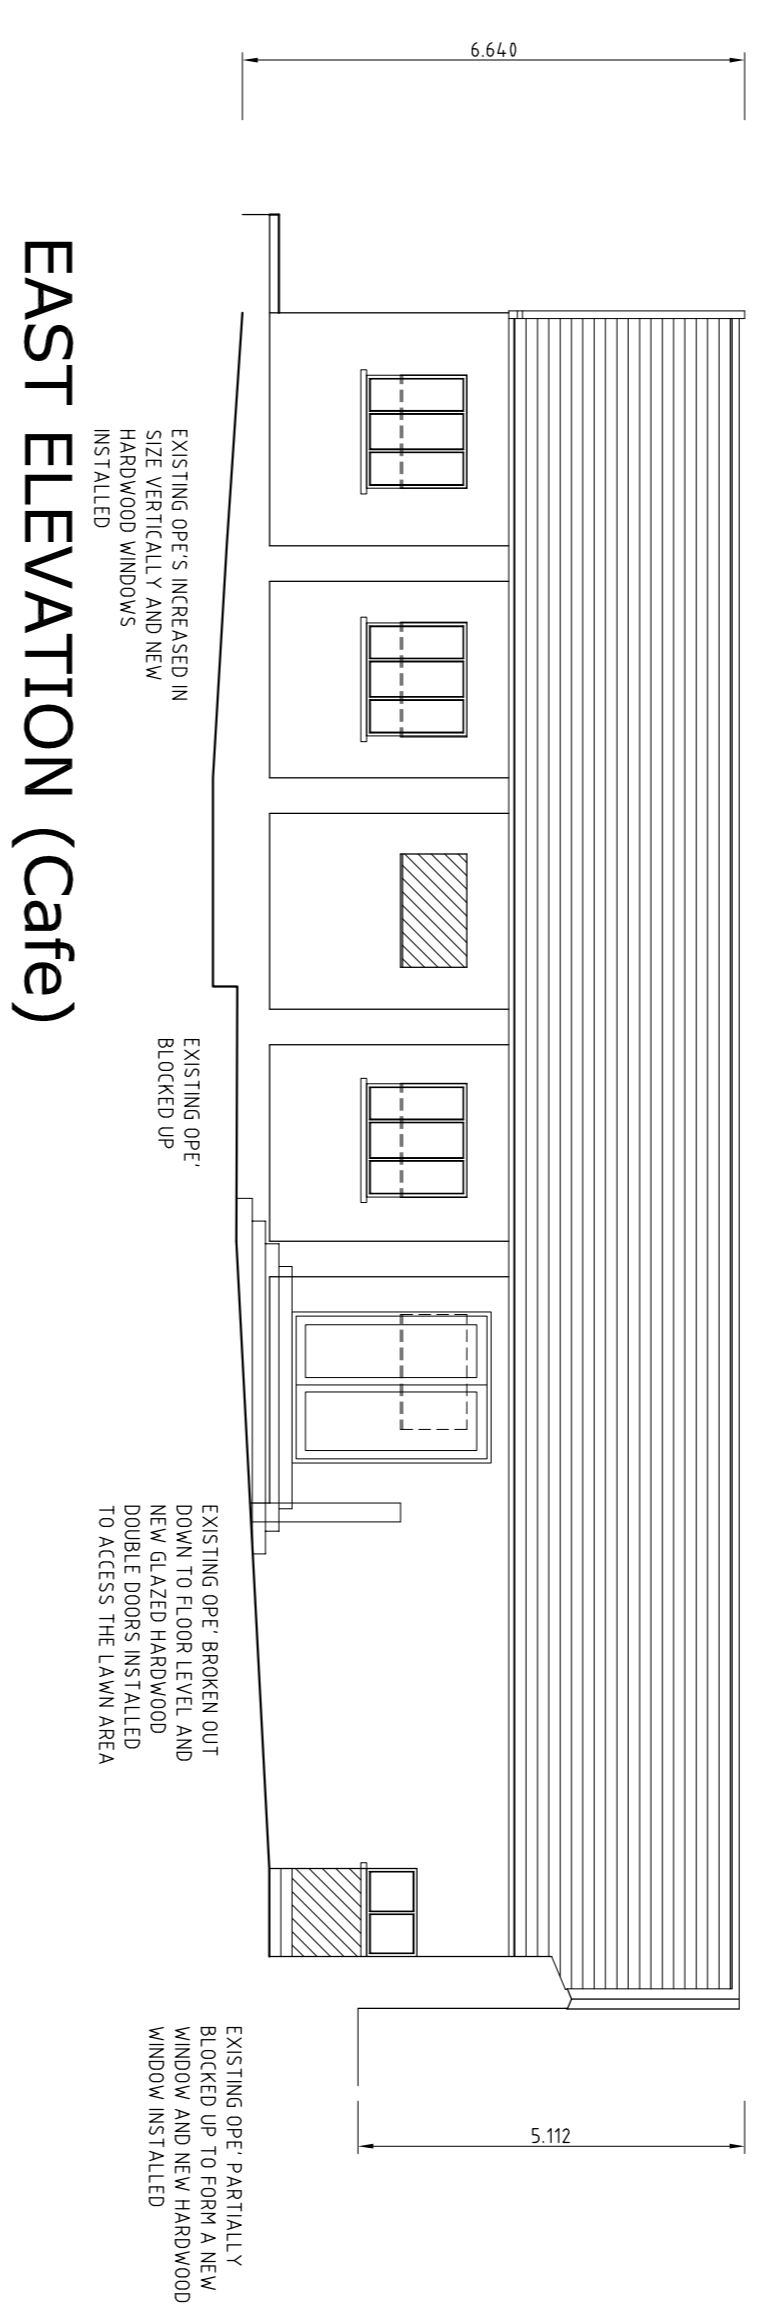 6.640
EXISTING OPE'S INCREASED IN
SIZE VERTICALLY AND NEW
HARDWOOD WINDOWS
INSTALLED
EXISTING OPE'
BLOCKED UP
EXISTING OPE' BROKEN OUT
DOWN TO FLOOR LEVEL AND
NEW GLAZED HARDWOOD
DOUBLE DOORS INSTALLED
TO ACCESS THE LAWN AREA
EXISTING OPE' PARTIALLY
BLOCKED UP TO FORM A NEW
WINDOW AND NEW HARDWOOD
WINDOW INSTALLED
5.112
EAST ELEVATION (Cafe)